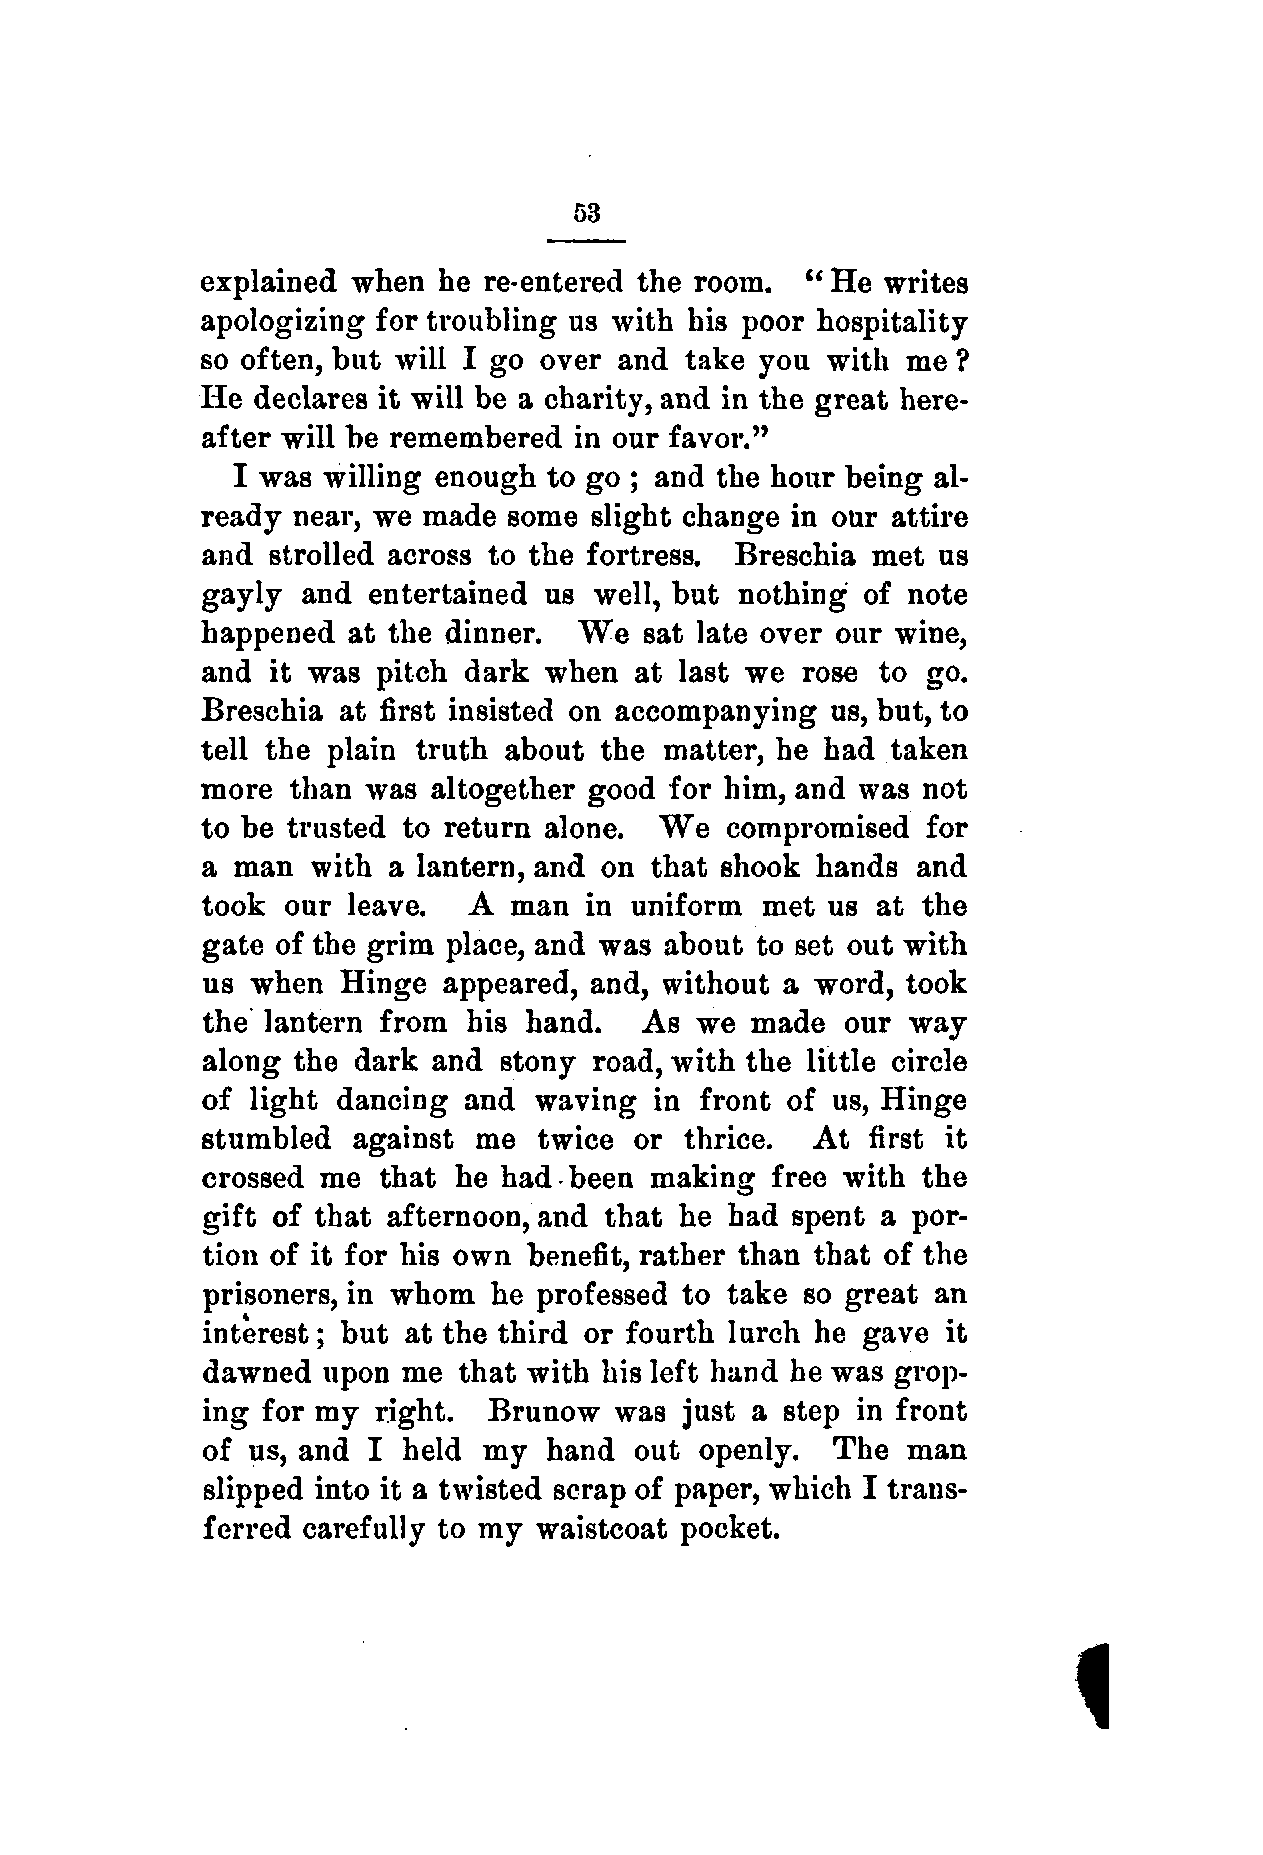 53
explained when he re-entered the room. “He writes
apologizing for troubling us with his poor hospitality
so often, but will I go over and take you with me?
He declares it will be a charity, and in the great here-
after will be remembered in our favor.”
I was willing enough to go; and the hour being al-
ready near, we made some slight change in our attire
and strolled across to the fortress. Breschia met us
gayly and entertained us well, but nothing of note
happened at the dinner. We sat late over our wine,
and it was pitch dark when at last we rose to go.
Breschia at first insisted on accompanying us, but, to
tell the plain truth about the matter, he had taken
more than was altogether good for him, and was not
to be trusted to return alone. We compromised for
a man with a lantern, and on that shook hands and
took our leave. A man in uniform met us at the
gate of the grim place, and was about to set out with
us when Hinge appeared, and, without a word, took
the lantern from his hand. As we made our way
along the dark and stony road, with the little circle
of light dancing and waving in front of us, Hinge
stumbled against me twice or thrice. At first it
crossed me that he had been making free with the
gift of that afternoon, and that he had spent a por-
tion of it for his own benefit, rather than that of the
prisoners, in whom he professed to take so great an
interest; but at the third or fourth lurch he gave it
dawned upon me that with his left hand he was grop-
ing for my right. Brunow was just a step in front
of us, and I held my hand out openly. The man
slipped into it a twisted scrap of paper, which I trans-
ferred carefully to my waistcoat pocket.